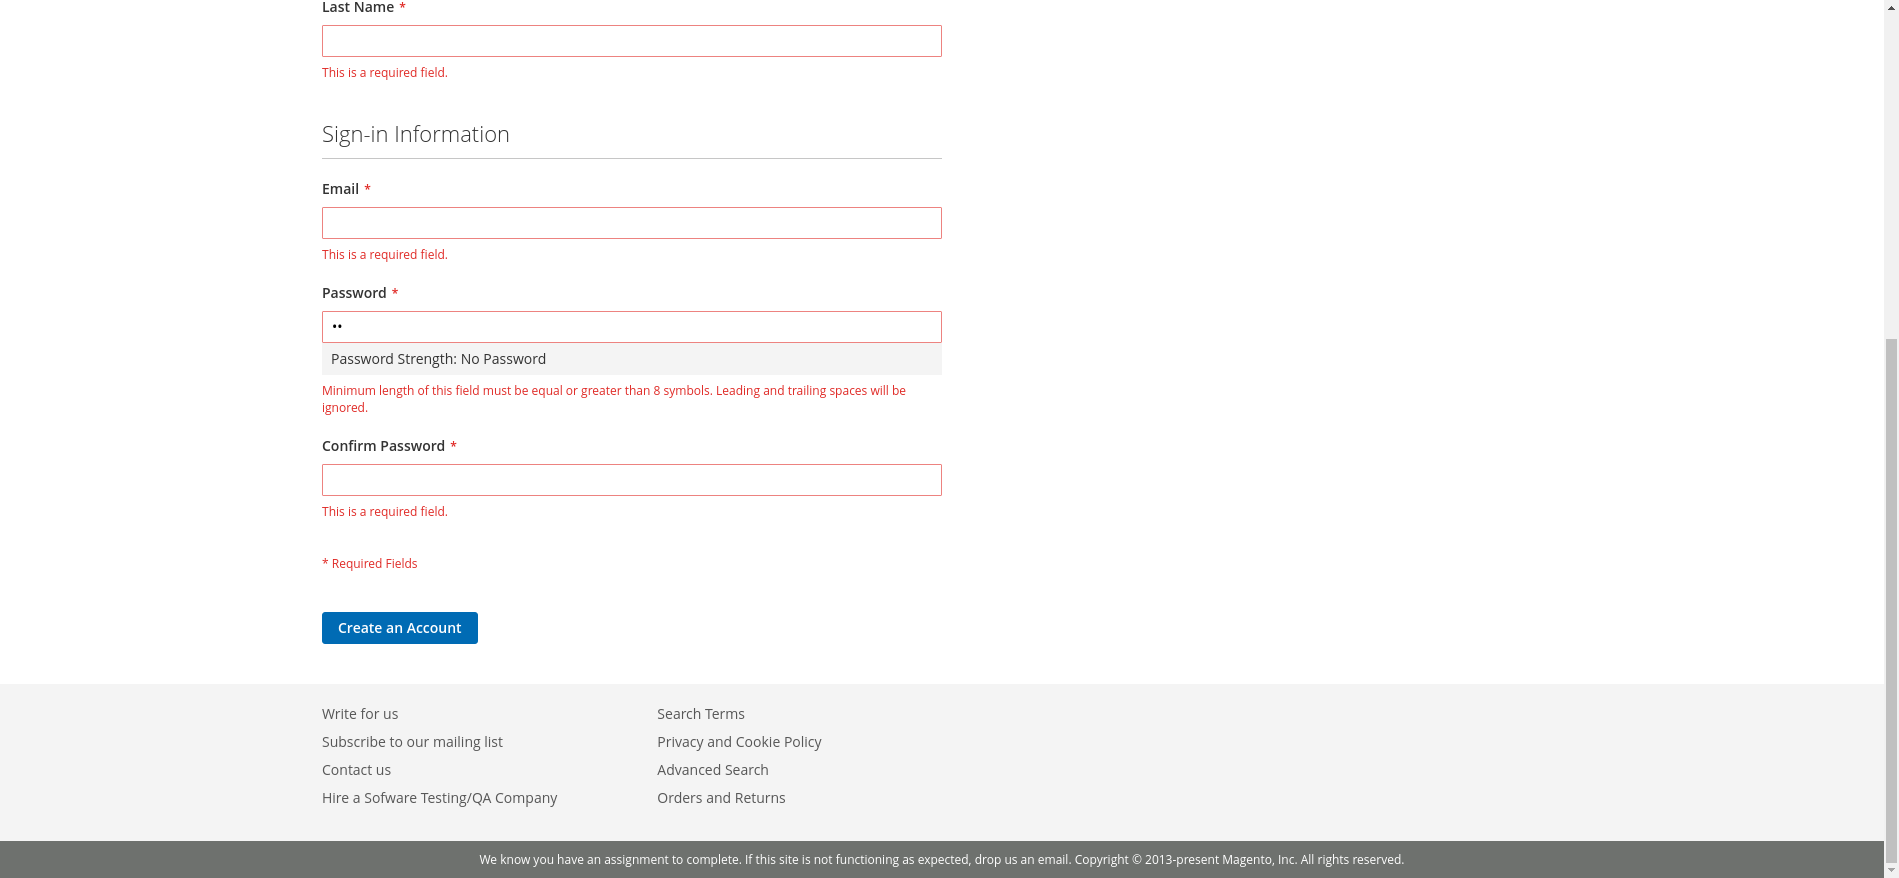 Last Name *
This is a required field.
Sign-in Information
Email *
This is a required field.
Password *
••
Password Strength: No Password
Minimum length of this field must be equal or greater than 8 symbols. Leading and trailing spaces will be
ignored.
Confirm Password *
This is a required field.
* Required Fields
Create an Account
Write for us
Subscribe to our mailing list
Contact us
Hire a Sofware Testing/QA Company
Search Terms
Privacy and Cookie Policy
Advanced Search
Orders and Returns
We know you have an assignment to complete. If this site is not functioning as expected, drop us an email. Copyright © 2013-present Magento, Inc. All rights reserved.